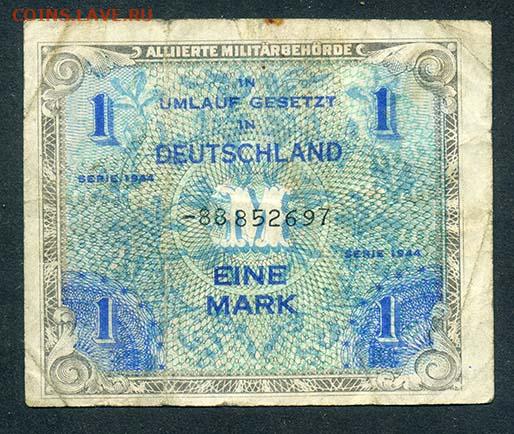 COINS.LAVE.RU
ALLIIERTE MILITÄRBEHÖRDE
1 1
IN
UMLAUF GESETZT
IN
DEUTSCHLAND
SERIE 1944
M
-88852697
SERIE 1944
EINE
MARK
1 1